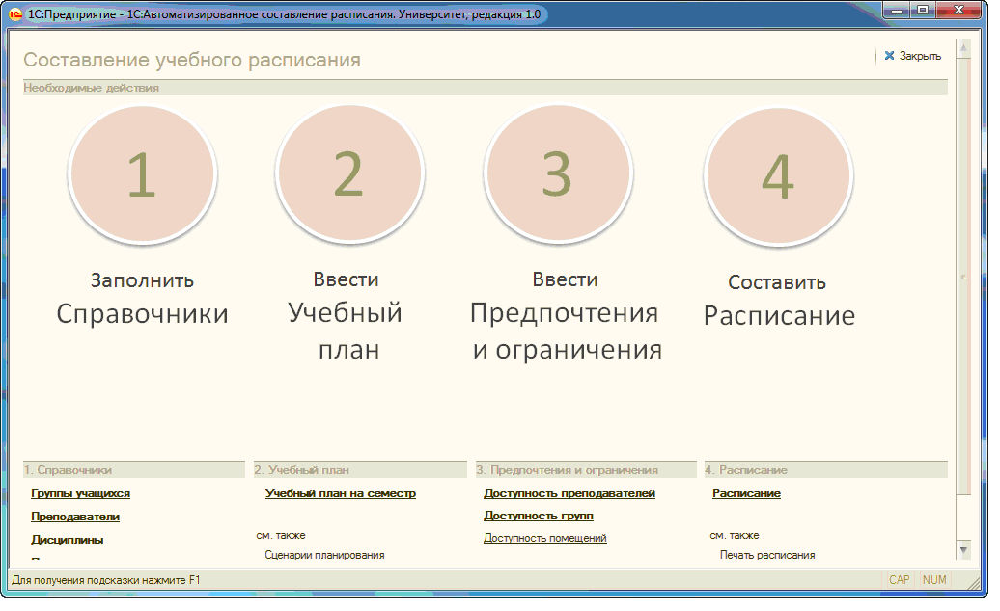 1С:Предприятие - 1С:Автоматизированное составление расписания. Университет, редакция 1.0
Составление учебного расписания
Закрыть
Необходимые действия
1
2
3
4
Заполнить
Справочники
Ввести
Учебный
план
Ввести
Предпочтения
и ограничения
Составить
Расписание
1. Справочники
Группы учащихся
Преподаватели
Дисциплины
2. Учебный план
Учебный план на семестр
см. также
Сценарии планирования
3. Предпочтения и ограничения
Доступность преподавателей
Доступность групп
Доступность помещений
4. Расписание
Расписание
см. также
Печать расписания
Для получения подсказки нажмите F1
CAP
NUM